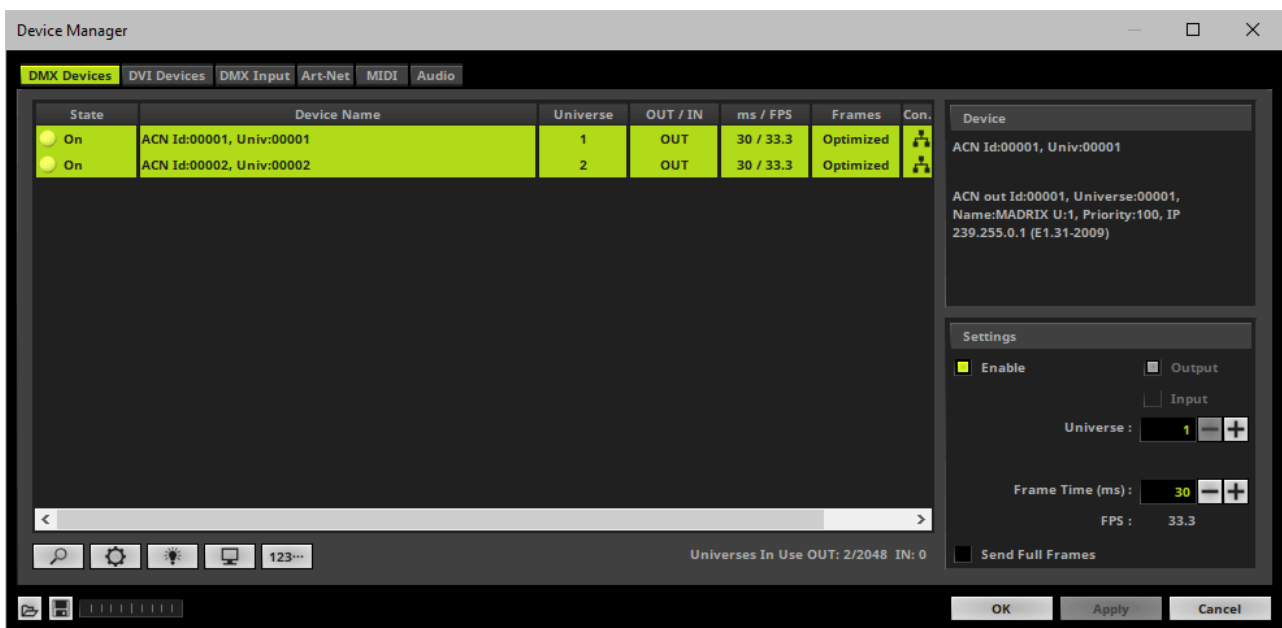 Device Manager
DMX Devices DVI Devices DMX Input Art-Net MIDI Audio
State Device Name Universe OUT / IN ms / FPS Frames Con.
On ACN Id:00001, Univ:00001 1 OUT 30 / 33.3 Optimized
On ACN Id:00002, Univ:00002 2 OUT 30 / 33.3 Optimized
Universes In Use OUT: 2/2048 IN: 0
123...
Device
ACN Id:00001, Univ:00001
ACN out Id:00001, Universe:00001,
Name:MADRIX U:1, Priority:100, IP
239.255.0.1 (E1.31-2009)
Settings
Enable Output
Input
Universe : 1
Frame Time (ms) : 30
FPS : 33.3
Send Full Frames
OK Apply Cancel